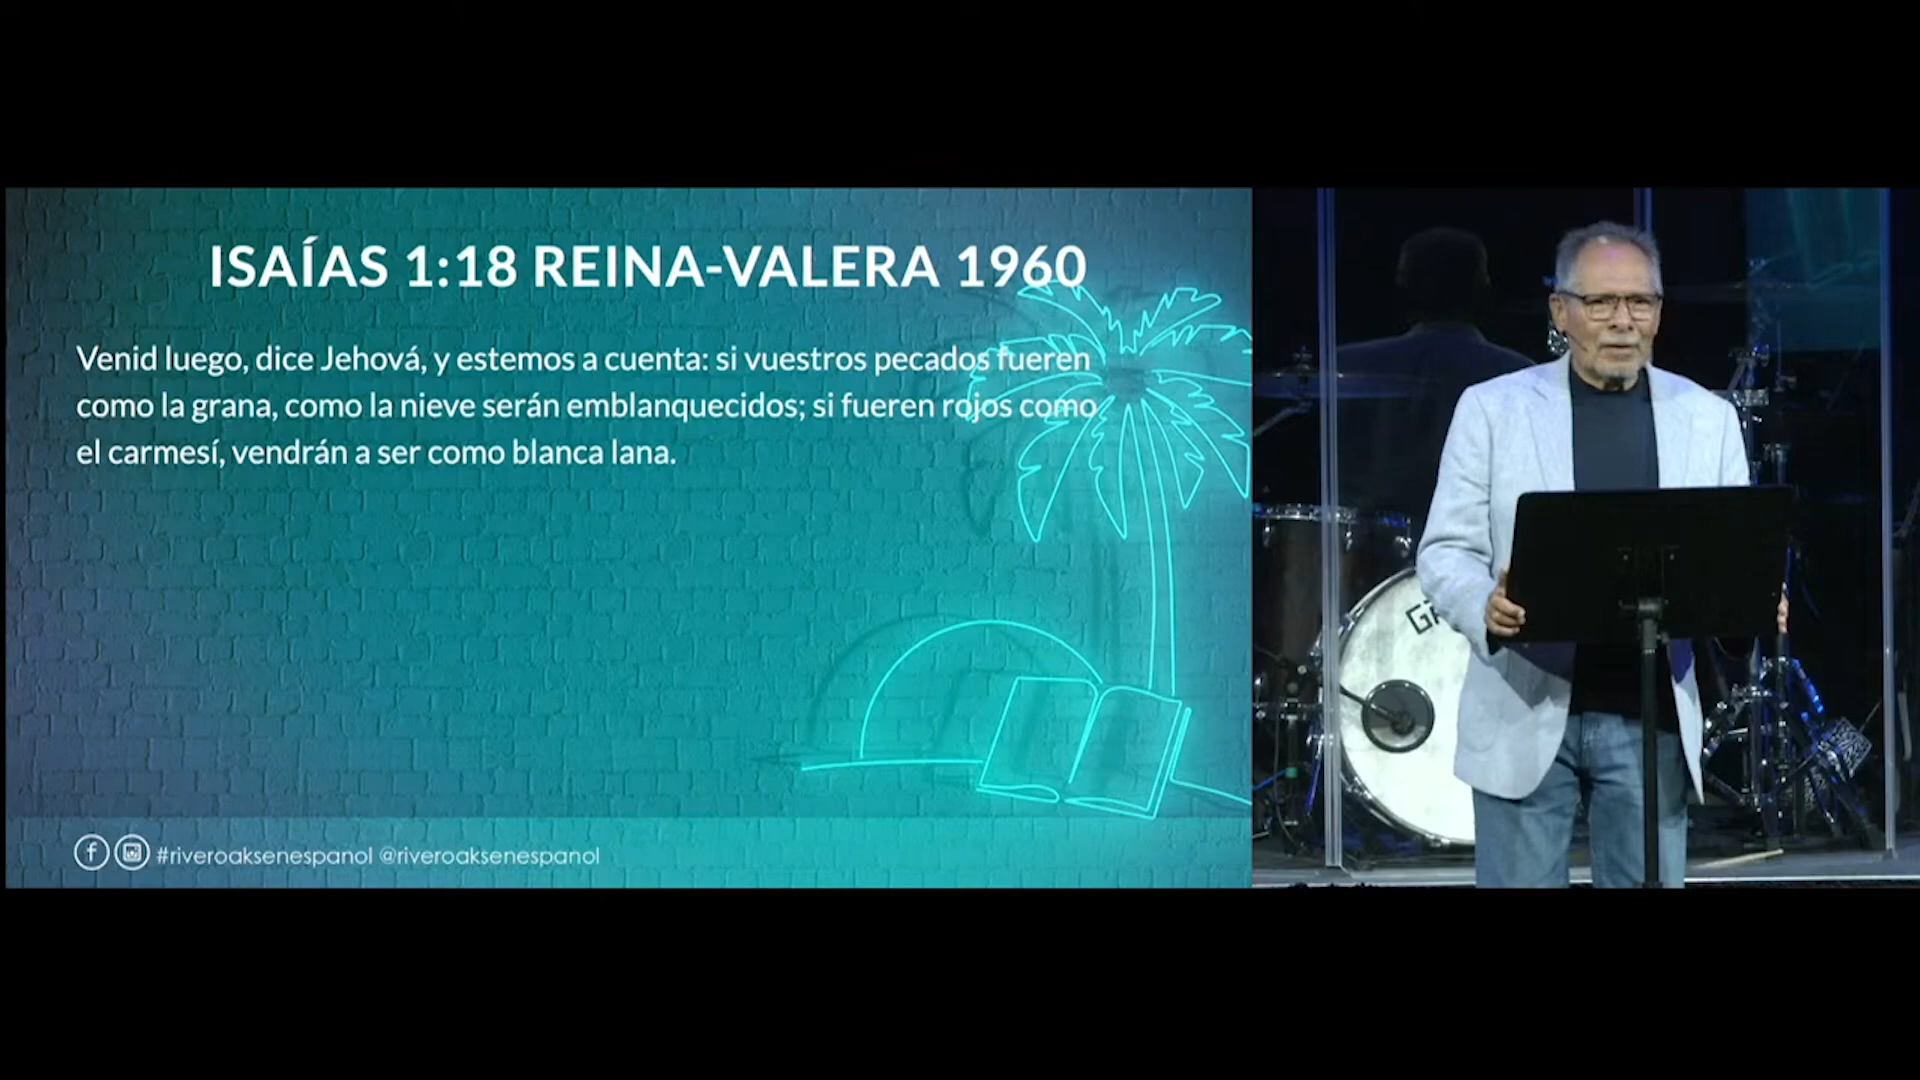 ISAÍAS 1:18 REINA-VALERA 1960
Venid luego, dice Jehová, y estemos a cuenta: si vuestros pecados fueren
como la grana, como la nieve serán emblanquecidos; si fueren rojos como
el carmesí, vendrán a ser como blanca lana.
#riveroaksenespanol @riveroaksenespanol